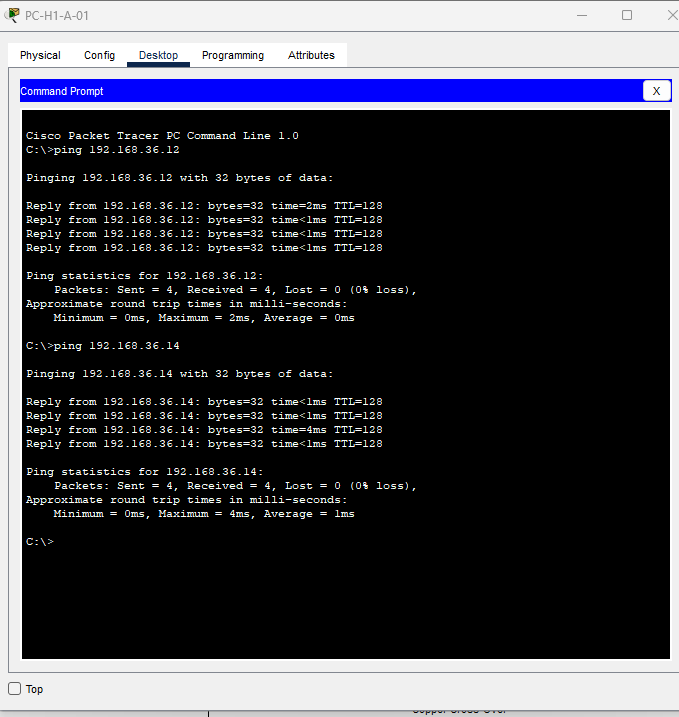 PC-H1-A-01
Physical Config Desktop Programming Attributes
Command Prompt X
Cisco Packet Tracer PC Command Line 1.0
C:\>ping 192.168.36.12
Pinging 192.168.36.12 with 32 bytes of data:
Reply from 192.168.36.12: bytes=32 time=2ms TTL=128
Reply from 192.168.36.12: bytes=32 time<1ms TTL=128
Reply from 192.168.36.12: bytes=32 time<1ms TTL=128
Reply from 192.168.36.12: bytes=32 time<1ms TTL=128
Ping statistics for 192.168.36.12:
Packets: Sent = 4, Received = 4, Lost = 0 (0% loss),
Approximate round trip times in milli-seconds:
Minimum = 0ms, Maximum = 2ms, Average = 0ms
C:\>ping 192.168.36.14
Pinging 192.168.36.14 with 32 bytes of data:
Reply from 192.168.36.14: bytes=32 time<1ms TTL=128
Reply from 192.168.36.14: bytes=32 time<1ms TTL=128
Reply from 192.168.36.14: bytes=32 time=4ms TTL=128
Reply from 192.168.36.14: bytes=32 time<1ms TTL=128
Ping statistics for 192.168.36.14:
Packets: Sent = 4, Received = 4, Lost = 0 (0% loss),
Approximate round trip times in milli-seconds:
Minimum = 0ms, Maximum = 4ms, Average = 1ms
C:\>
Top